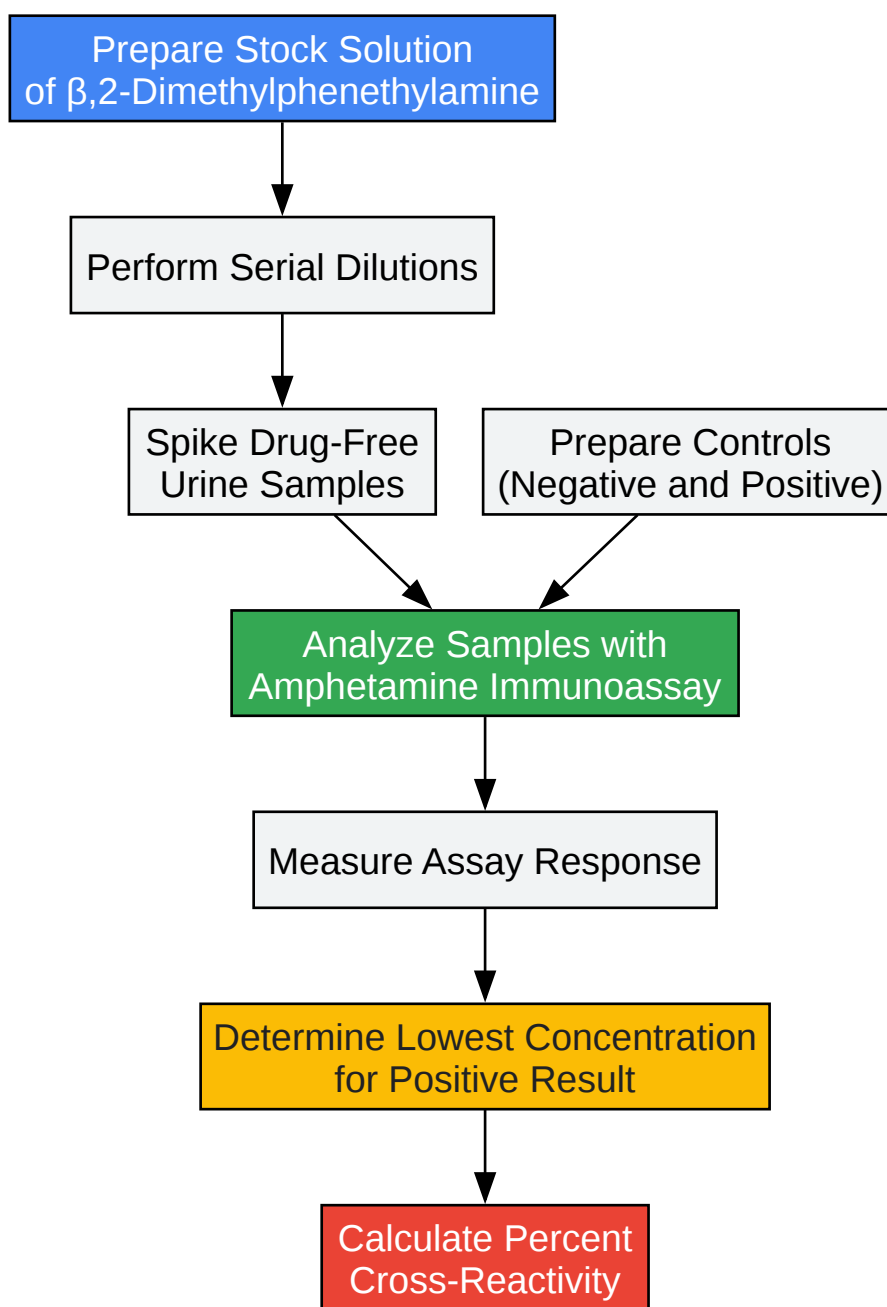 Prepare Stock Solution
of β,2-Dimethylphenethylamine
Perform Serial Dilutions
Spike Drug-Free
Urine Samples
Prepare Controls
(Negative and Positive)
Analyze Samples with
Amphetamine Immunoassay
Measure Assay Response
Determine Lowest Concentration
for Positive Result
Calculate Percent
Cross-Reactivity